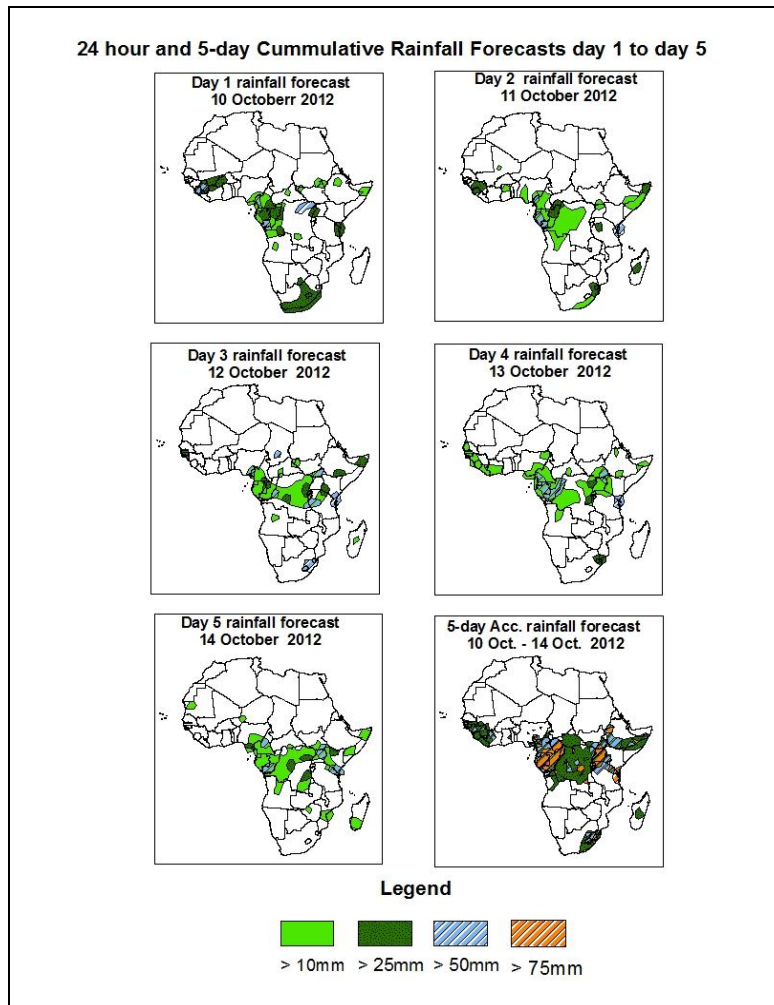 24 hour and 5-day Cummulative Rainfall Forecasts day 1 to day 5
Day 1 rainfall forecast
10 Octoberr 2012
Day 2 rainfall forecast
11 October 2012
Day 3 rainfall forecast
12 October 2012
Day 4 rainfall forecast
13 October 2012
Day 5 rainfall forecast
14 October 2012
5-day Acc. rainfall forecast
10 Oct. - 14 Oct. 2012
Legend
> 10mm
> 25mm
> 50mm
> 75mm